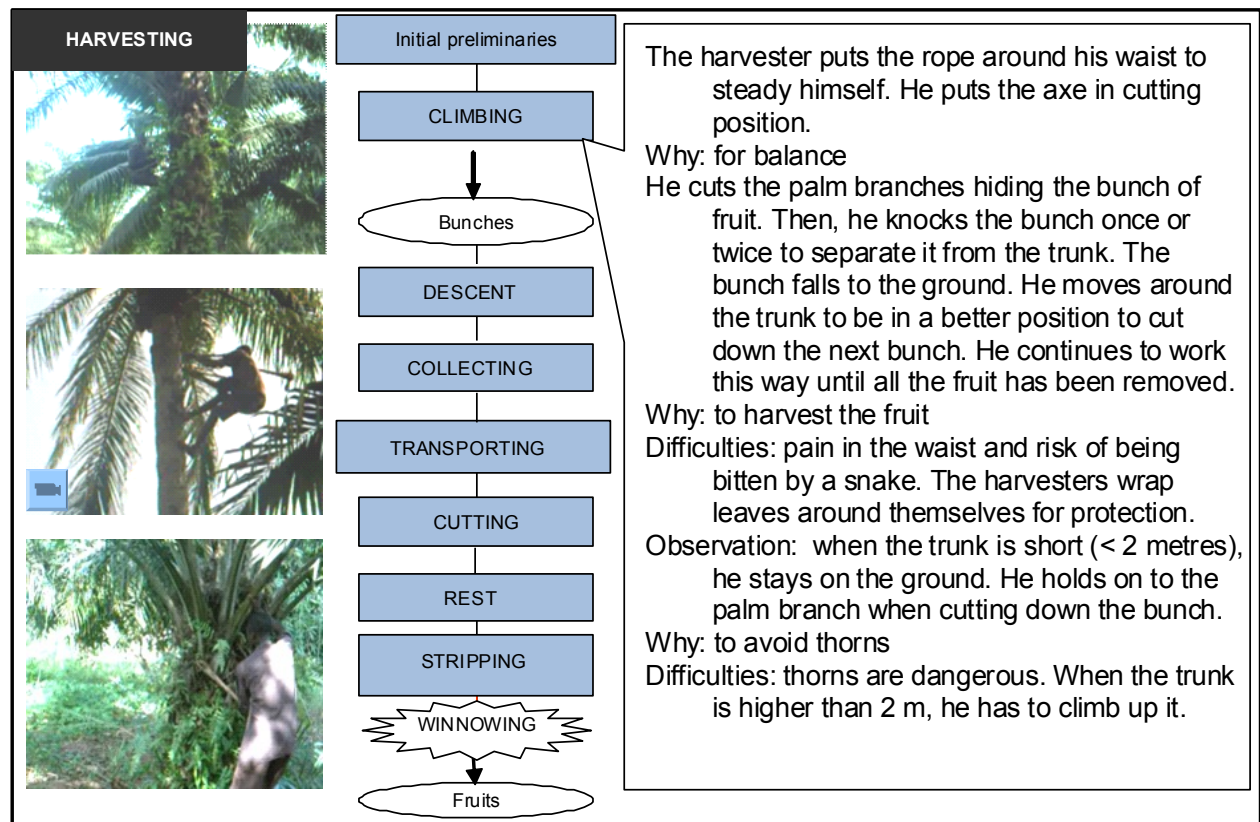 HARVESTING
Initial preliminaries
CLIMBING
Bunches
DESCENT
COLLECTING
TRANSPORTING
CUTTING
REST
STRIPPING
WINNOWING
Fruits
The harvester puts the rope around his waist to
steady himself. He puts the axe in cutting
position.
Why: for balance
He cuts the palm branches hiding the bunch of
fruit. Then, he knocks the bunch once or
twice to separate it from the trunk. The
bunch falls to the ground. He moves around
the trunk to be in a better position to cut
down the next bunch. He continues to work
this way until all the fruit has been removed.
Why: to harvest the fruit
Difficulties: pain in the waist and risk of being
bitten by a snake. The harvesters wrap
leaves around themselves for protection.
Observation:  when the trunk is short (< 2 metres),
he stays on the ground. He holds on to the
palm branch when cutting down the bunch.
Why: to avoid thorns
Difficulties: thorns are dangerous. When the trunk
is higher than 2 m, he has to climb up it.